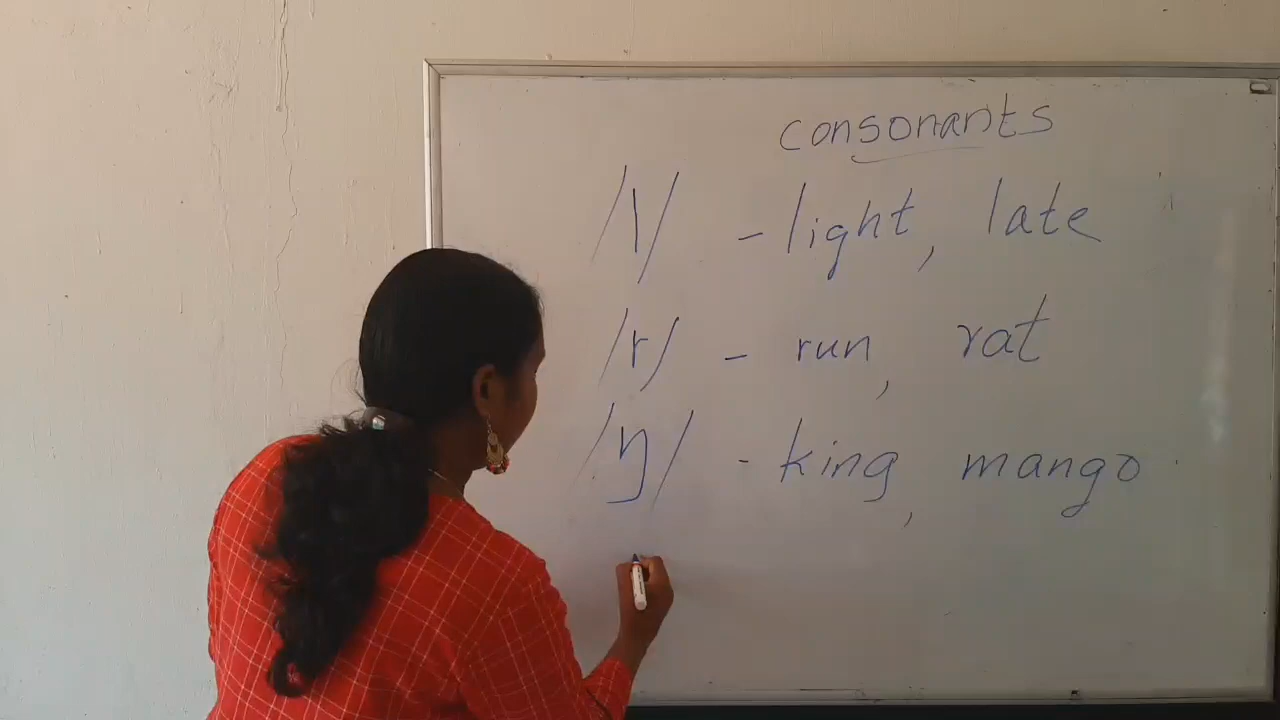 consonants
/l/ - light, late
/r/ - run, rat
/ŋ/ - king, mango